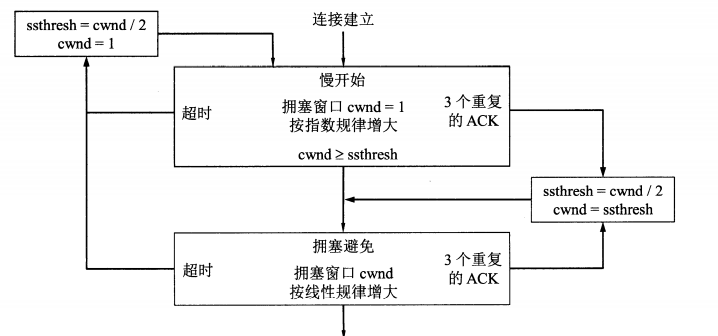 ssthresh = cwnd / 2
cwnd = 1
连接建立
慢开始
超时
拥塞窗口 cwnd = 1
按指数规律增大
3 个重复
的 ACK
cwnd ≥ ssthresh
ssthresh = cwnd / 2
cwnd = ssthresh
拥塞避免
超时
拥塞窗口 cwnd
按线性规律增大
3 个重复
的 ACK